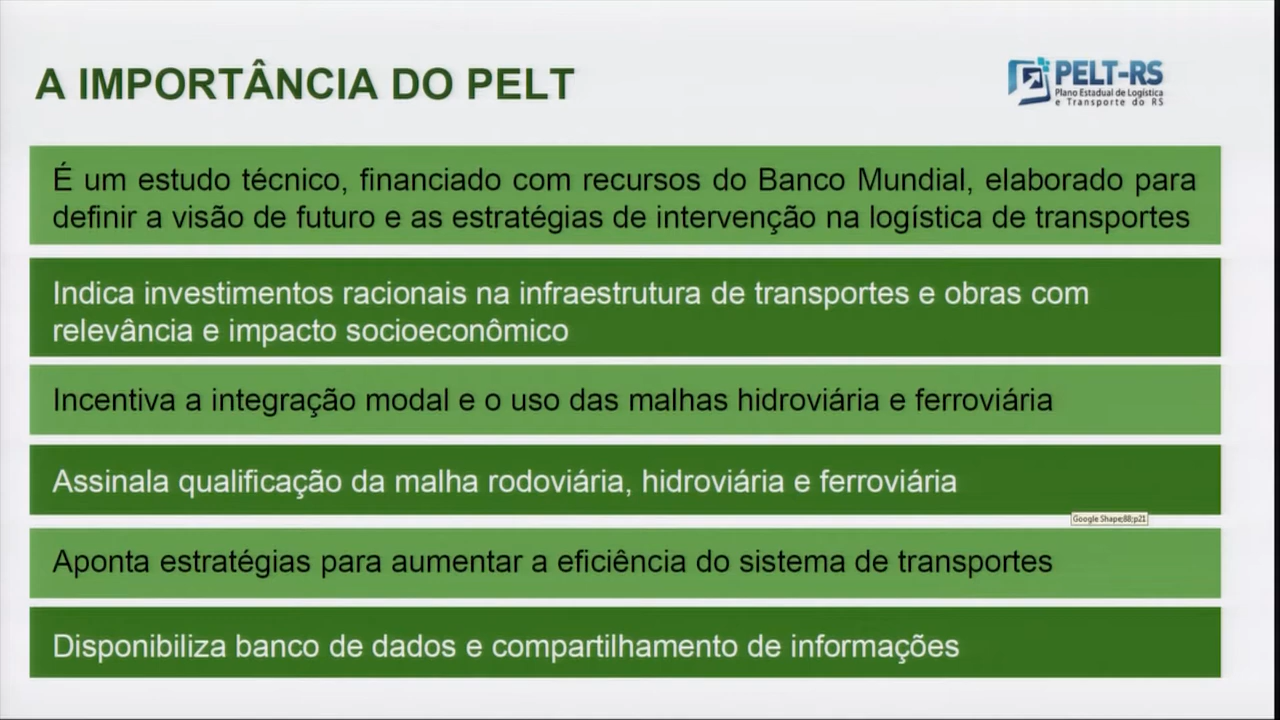 A IMPORTÂNCIA DO PELT
PELT-RS
Plano Estadual de Logística
e Transporte do RS
É um estudo técnico, financiado com recursos do Banco Mundial, elaborado para
definir a visão de futuro e as estratégias de intervenção na logística de transportes
Indica investimentos racionais na infraestrutura de transportes e obras com
relevância e impacto socioeconômico
Incentiva a integração modal e o uso das malhas hidroviária e ferroviária
Assinala qualificação da malha rodoviária, hidroviária e ferroviária
Google Shape;88;p21
Aponta estratégias para aumentar a eficiência do sistema de transportes
Disponibiliza banco de dados e compartilhamento de informações